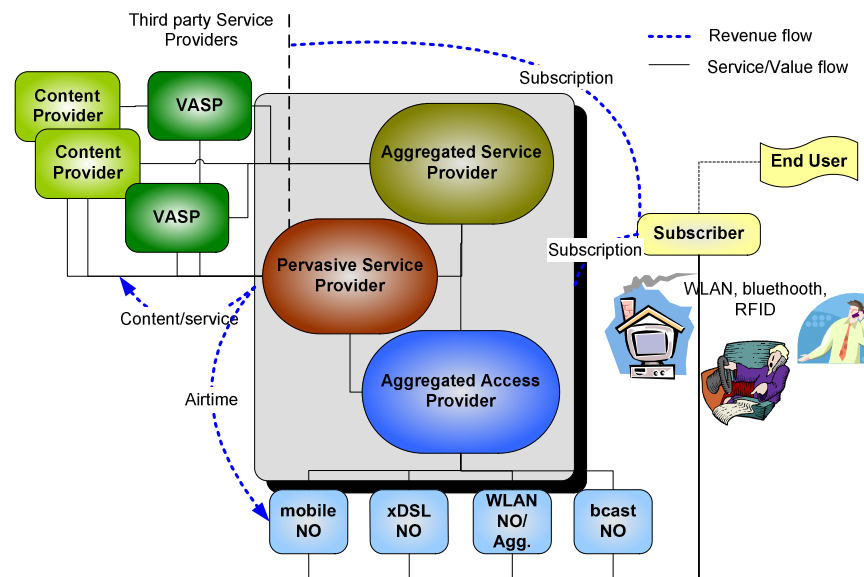 Third party Service
Providers
Revenue flow
Service/Value flow
Subscription
Content
Provider
VASP
Content
Provider
VASP
Aggregated Service
Provider
End User
Subscriber
Subscription
Pervasive Service
Provider
WLAN, bluethooth,
RFID
Content/service
Airtime
Aggregated Access
Provider
mobile
NO
xDSL
NO
WLAN
NO/
Agg.
bcast
NO